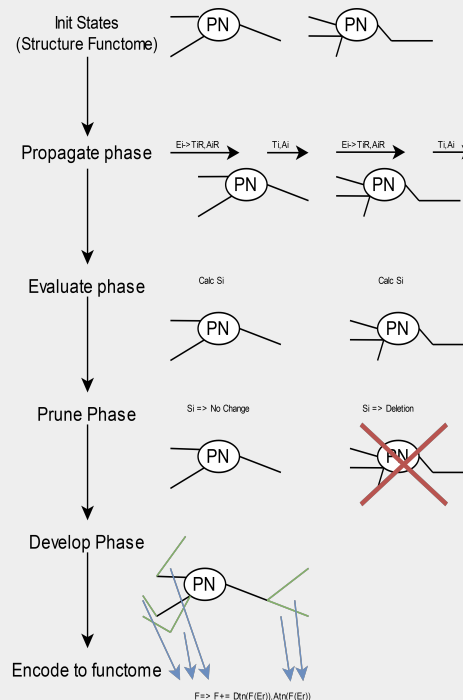 Init States
(Structure Functome)
PN
PN
Propagate phase
Ei->TiR,AiR
Ti,Ai
Ei->TiR,AiR
Ti,Ai
PN
PN
Evaluate phase
Calc Si
Calc Si
PN
PN
Prune Phase
Si => No Change
Si => Deletion
PN
PN
Develop Phase
PN
Encode to functome
F=> F+= Dtn(F(Er)),Atn(F(Er))